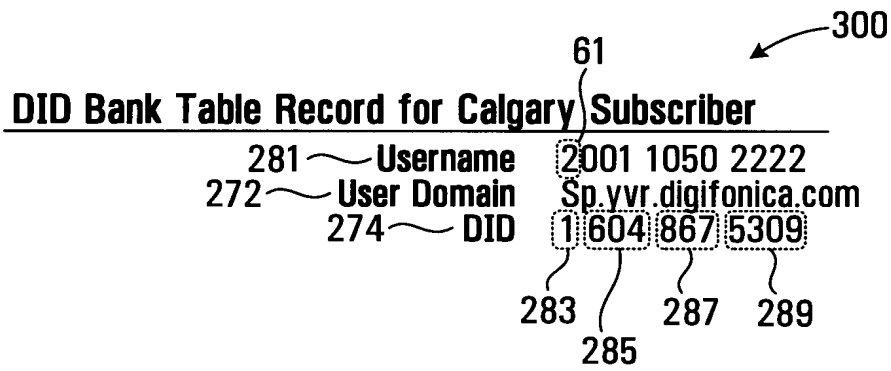 300
61
DID Bank Table Record for Calgary Subscriber
281 Username 2001 1050 2222
272 User Domain Sp.yvr.digifonica.com
274 DID 1 604 867 5309
283 287 289
285